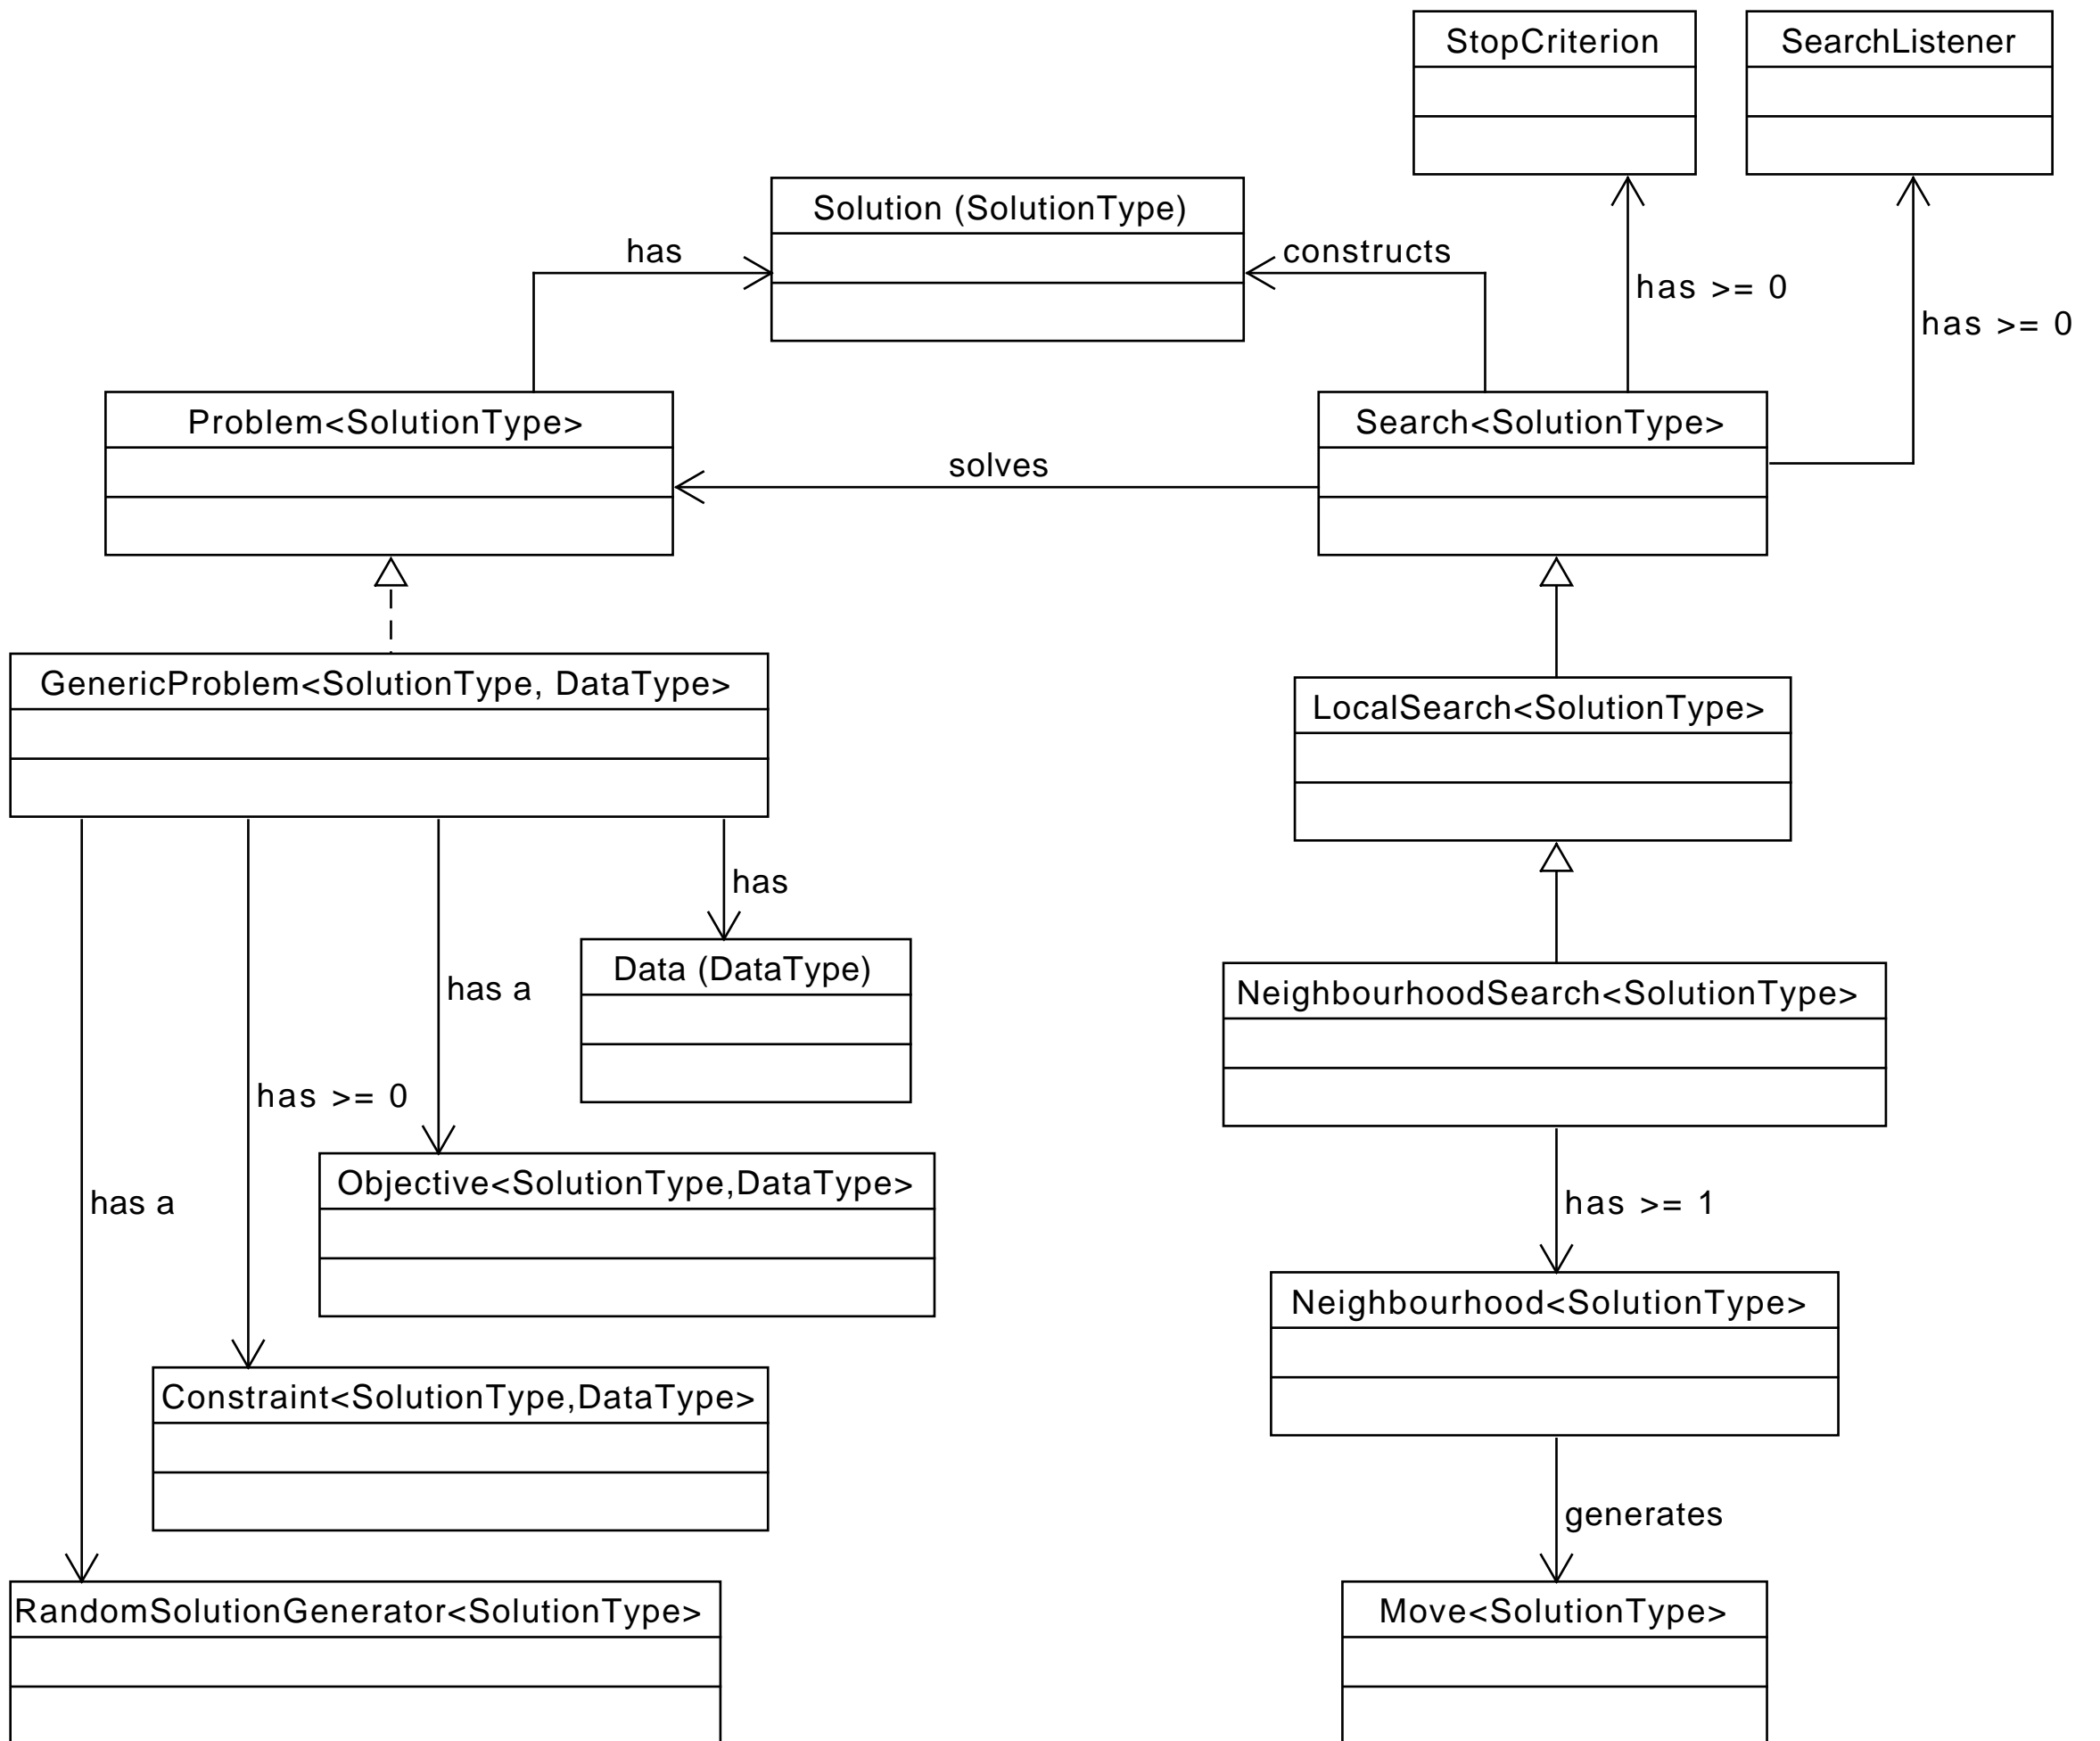 StopCriterion
SearchListener
Solution (SolutionType)
has
constructs
has >= 0
has >= 0
Problem<SolutionType>
Search<SolutionType>
solves
GenericProblem<SolutionType, DataType>
LocalSearch<SolutionType>
has
Data (DataType)
has a
NeighbourhoodSearch<SolutionType>
has >= 0
Objective<SolutionType,DataType>
has a
has >= 1
Neighbourhood<SolutionType>
Constraint<SolutionType,DataType>
generates
RandomSolutionGenerator<SolutionType>
Move<SolutionType>